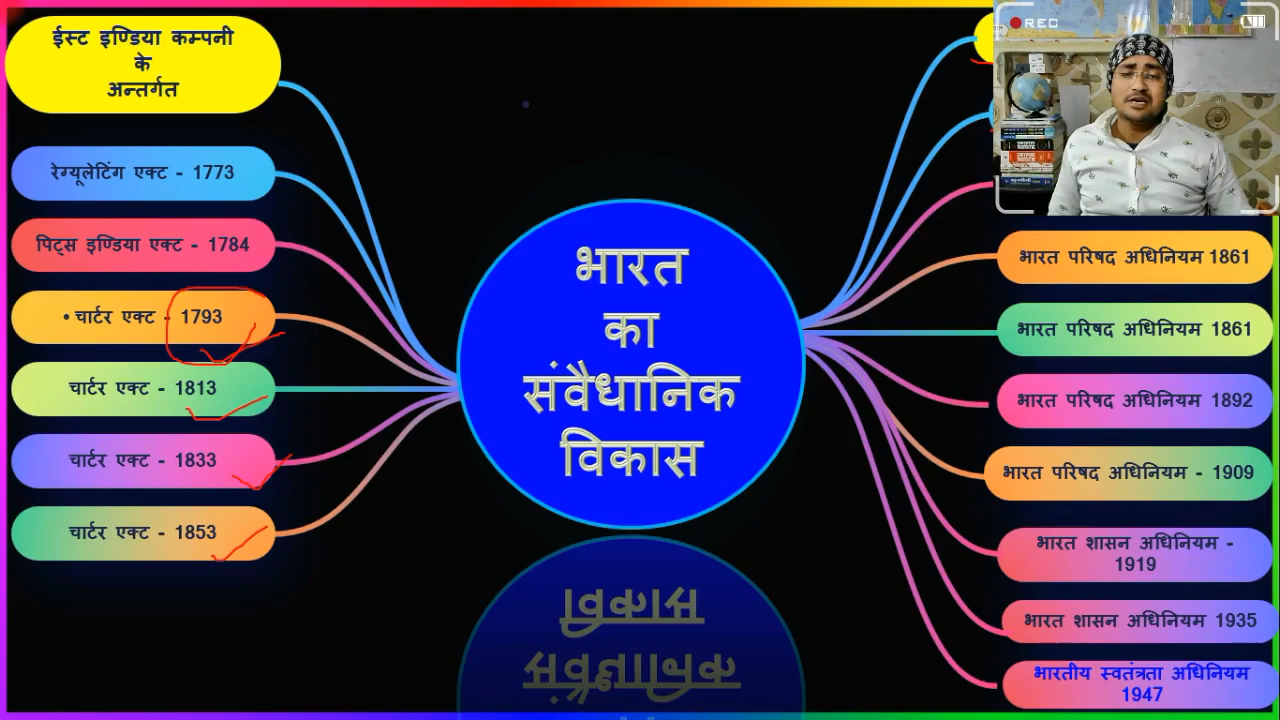 ईस्ट इण्डिया कम्पनी
के
अन्तर्गत
रेग्यूलेटिंग एक्ट - 1773
पिट्स इण्डिया एक्ट - 1784
• चार्टर एक्ट - 1793
चार्टर एक्ट - 1813
चार्टर एक्ट - 1833
चार्टर एक्ट - 1853
भारत
का
संवैधानिक
विकास
REC
भारत परिषद अधिनियम 1861
भारत परिषद अधिनियम 1861
भारत परिषद अधिनियम 1892
भारत परिषद अधिनियम - 1909
भारत शासन अधिनियम -
1919
भारत शासन अधिनियम 1935
भारतीय स्वतंत्रता अधिनियम
1947